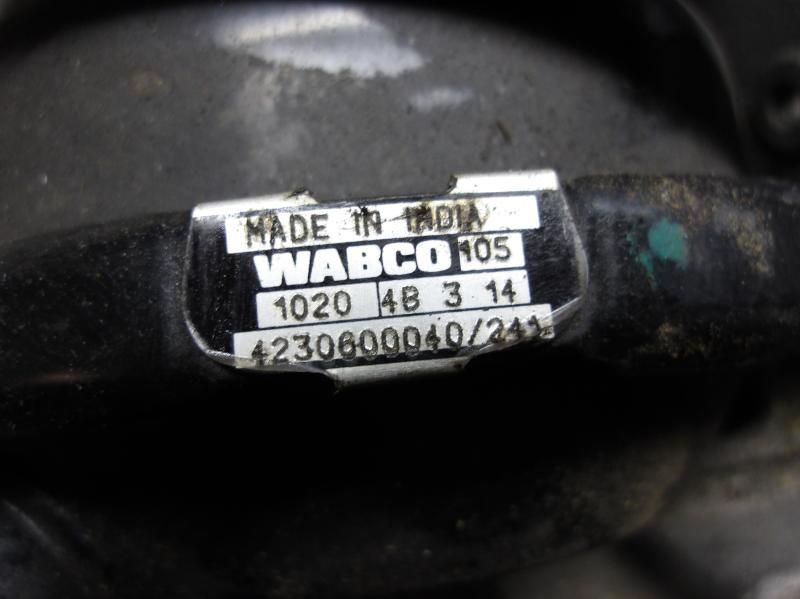 MADE IN INDIA
WABCO 105
1020 4B 3 14
4230600040/241